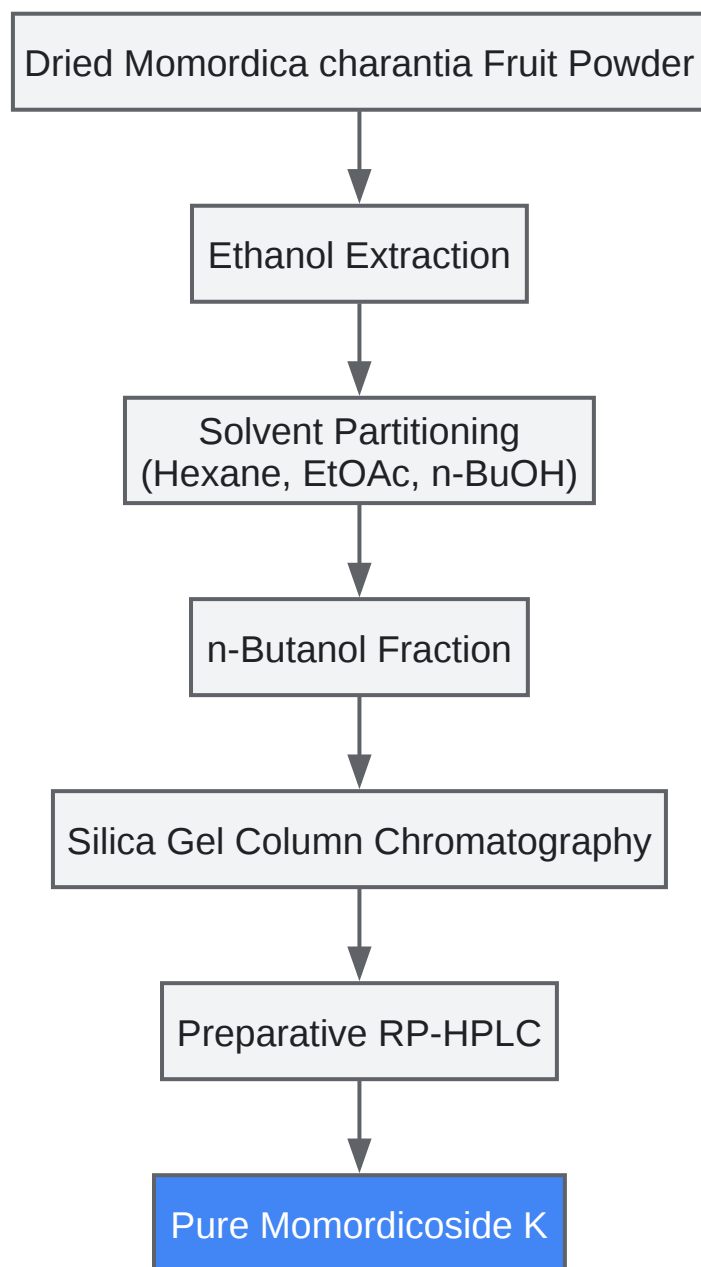 Dried Momordica charantia Fruit Powder
Ethanol Extraction
Solvent Partitioning
(Hexane, EtOAc, n-BuOH)
n-Butanol Fraction
Silica Gel Column Chromatography
Preparative RP-HPLC
Pure Momordicoside K